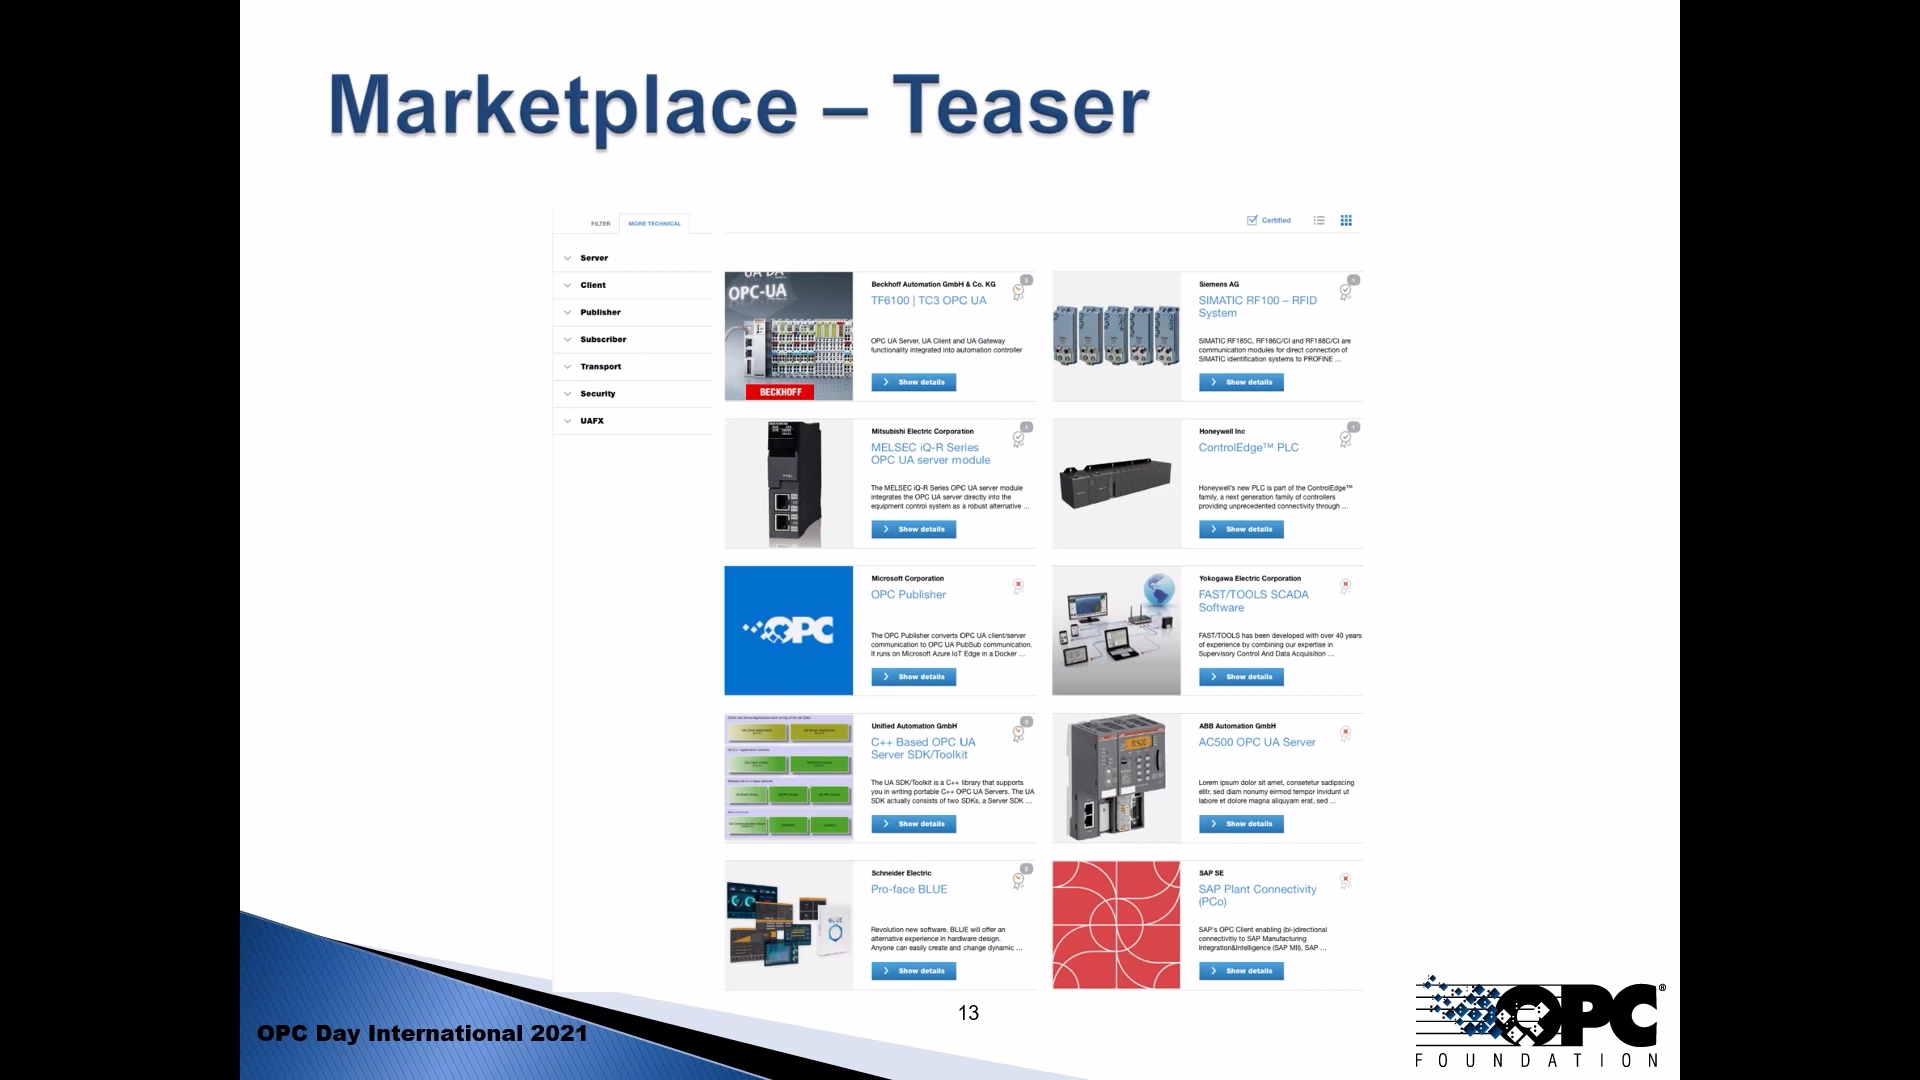 Marketplace – Teaser
FILTER
MORE TECHNICAL
Certified
Server
Client
Publisher
Subscriber
Transport
Security
UAFX
OPC-UA
BECKHOFF
Beckhoff Automation GmbH & Co. KG
TF6100 | TC3 OPC UA
OPC UA Server, UA Client and UA Gateway
functionality integrated into automation controller
Show details
Siemens AG
1
SIMATIC RF100 – RFID
System
SIMATIC RF185C, RF186C/CI and RF188C/CI are
communication modules for direct connection of
SIMATIC identification systems to PROFINE ...
Show details
Mitsubishi Electric Corporation
1
MELSEC iQ-R Series
OPC UA server module
The MELSEC iQ-R Series OPC UA server module
integrates the OPC UA server directly into the
equipment control system as a robust alternative ...
Show details
Honeywell Inc
1
ControlEdge™ PLC
Honeywell's new PLC is part of the ControlEdge™
family, a next generation family of controllers
providing unprecedented connectivity through ...
Show details
OPC
Microsoft Corporation
OPC Publisher
The OPC Publisher converts OPC UA client/server
communication to OPC UA PubSub communication.
It runs on Microsoft Azure IoT Edge in a Docker ...
Show details
Yokogawa Electric Corporation
FAST/TOOLS SCADA
Software
FAST/TOOLS has been developed with over 40 years
of experience by combining our expertise in
Supervisory Control And Data Acquisition ...
Show details
Unified Automation GmbH
C++ Based OPC UA
Server SDK/Toolkit
The UA SDK/Toolkit is a C++ library that supports
you in writing portable C++ OPC UA Servers. The UA
SDK actually consists of two SDKs, a Server SDK ...
Show details
AC500
ABB Automation GmbH
AC500 OPC UA Server
Lorem ipsum dolor sit amet, consetetur sadipscing
elitr, sed diam nonumy eirmod tempor invidunt ut
labore et dolore magna aliquyam erat, sed ...
Show details
BLUE
Schneider Electric
Pro-face BLUE
Revolution new software, BLUE will offer an
alternative experience in hardware design.
Anyone can easily create and change dynamic ...
Show details
SAP SE
SAP Plant Connectivity
(PCo)
SAP's OPC Client enabling (bi-)directional
connectivitiy to SAP Manufacturing
Integration&Intelligence (SAP MII), SAP ...
Show details
13
OPC Day International 2021
OPC®
FOUNDATION